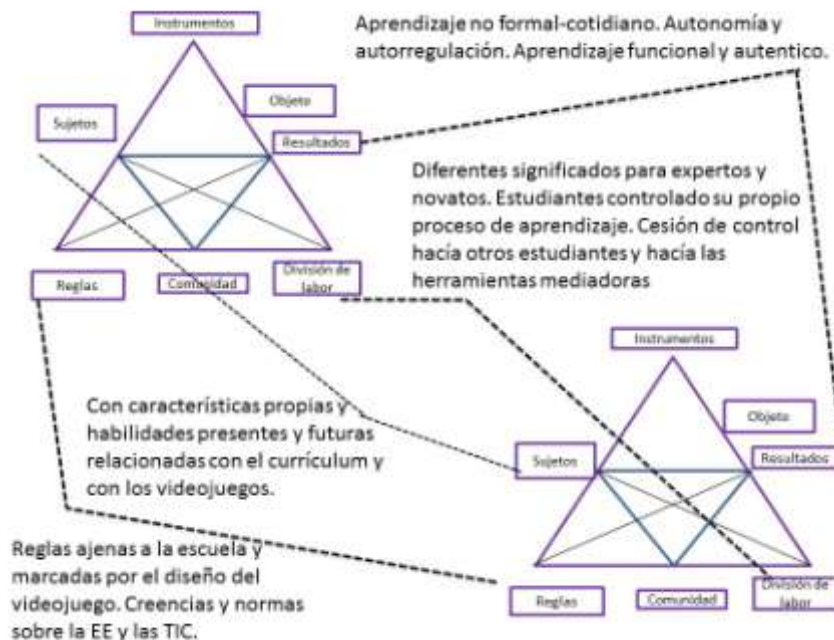 Instrumentos
Aprendizaje no formal-cotidiano. Autonomía y
autorregulación. Aprendizaje funcional y autentico.
Objeto
Sujetos
Resultados
Diferentes significados para expertos y
novatos. Estudiantes controlado su propio
proceso de aprendizaje. Cesión de control
hacía otros estudiantes y hacía las
herramientas mediadoras
Reglas
Comunidad
División de
labor
Instrumentos
Con características propias y
habilidades presentes y futuras
relacionadas con el currículum y
con los videojuegos.
Objeto
Sujetos
Resultados
Reglas ajenas a la escuela y
marcadas por el diseño del
videojuego. Creencias y normas
sobre la EE y las TIC.
Reglas
Comunidad
División de
labor